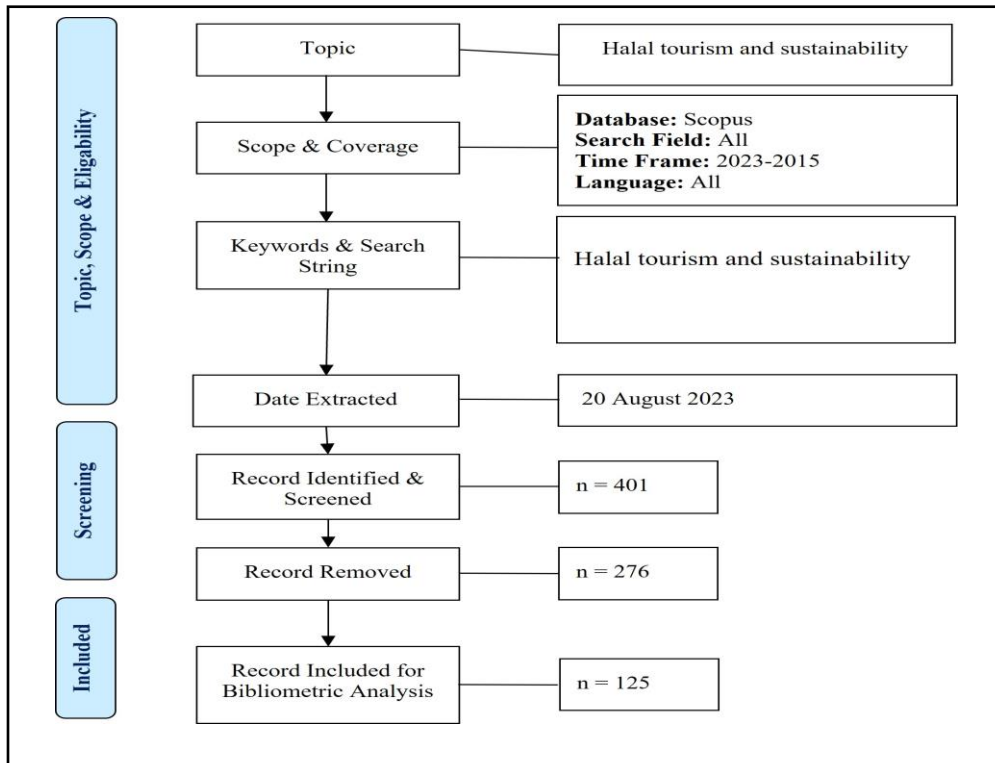 Topic, Scope & Eligability
Topic
Halal tourism and sustainability
Scope & Coverage
Database: Scopus
Search Field: All
Time Frame: 2023-2015
Language: All
Keywords & Search
String
Halal tourism and sustainability
Date Extracted
20 August 2023
Screening
Record Identified &
Screened
n = 401
Record Removed
n = 276
Included
Record Included for
Bibliometric Analysis
n = 125